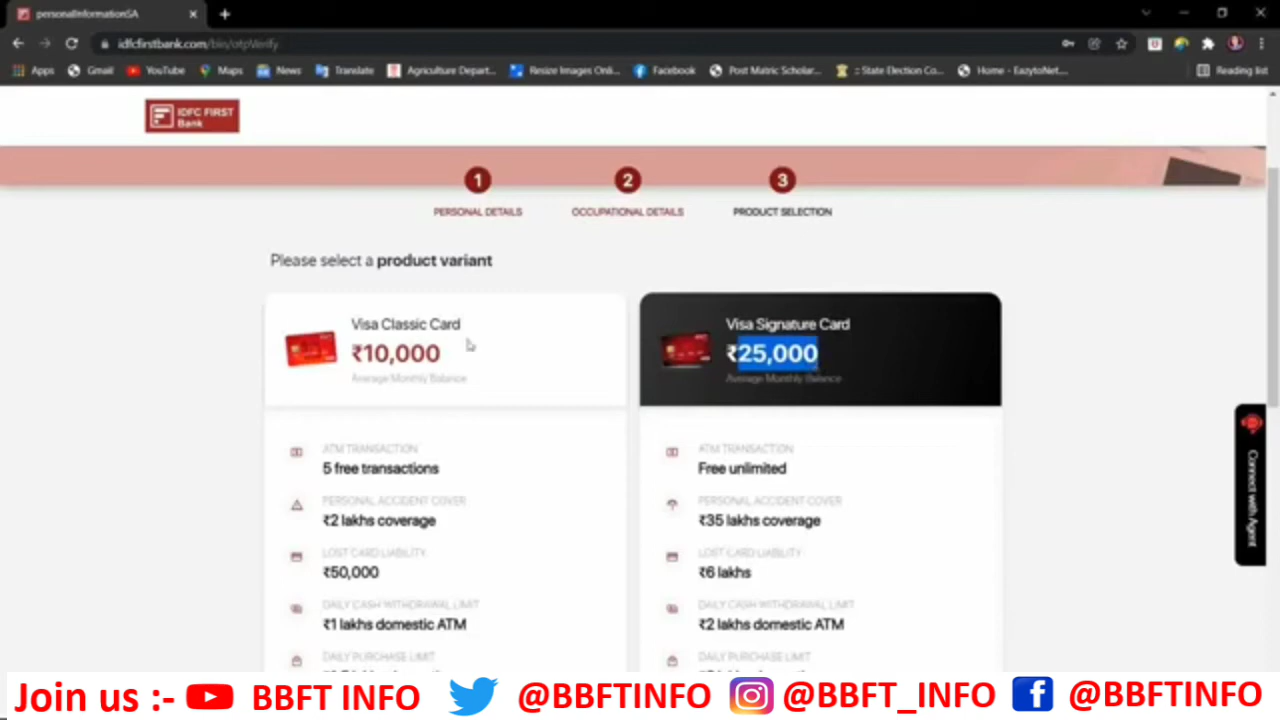 personalInformationSA
idfcfirstbank.com/bin/otpVerify
Apps Gmail YouTube Maps News Translate Agriculture Depart... Resize Images Onli... Facebook Post Matric Scholar... :: State Election Co... Home - EazytoNet.... Reading list
IDFC FIRST
Bank
1 2 3
PERSONAL DETAILS OCCUPATIONAL DETAILS PRODUCT SELECTION
Please select a product variant
Visa Classic Card
₹10,000
Average Monthly Balance
ATM TRANSACTION
5 free transactions
PERSONAL ACCIDENT COVER
₹2 lakhs coverage
LOST CARD LIABILITY
₹50,000
DAILY CASH WITHDRAWAL LIMIT
₹1 lakhs domestic ATM
DAILY PURCHASE LIMIT
Visa Signature Card
₹25,000
Average Monthly Balance
ATM TRANSACTION
Free unlimited
PERSONAL ACCIDENT COVER
₹35 lakhs coverage
LOST CARD LIABILITY
₹6 lakhs
DAILY CASH WITHDRAWAL LIMIT
₹2 lakhs domestic ATM
DAILY PURCHASE LIMIT
Connect with Agent
Join us :- BBFT INFO @BBFTINFO @BBFT_INFO @BBFTINFO